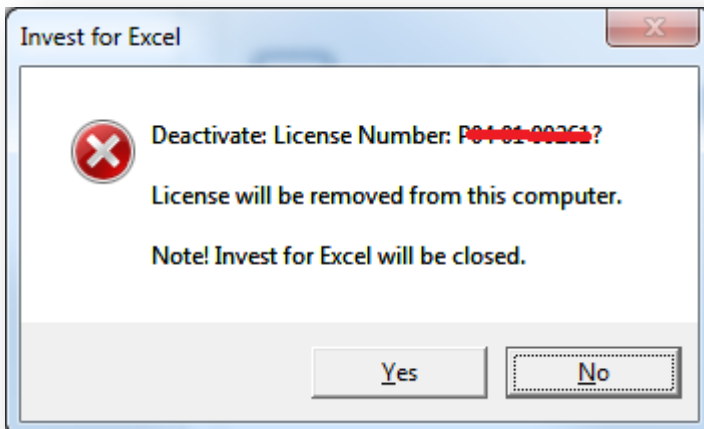 Invest for Excel
Deactivate: License Number:
License will be removed from this computer.
Note! Invest for Excel will be closed.
Yes
No